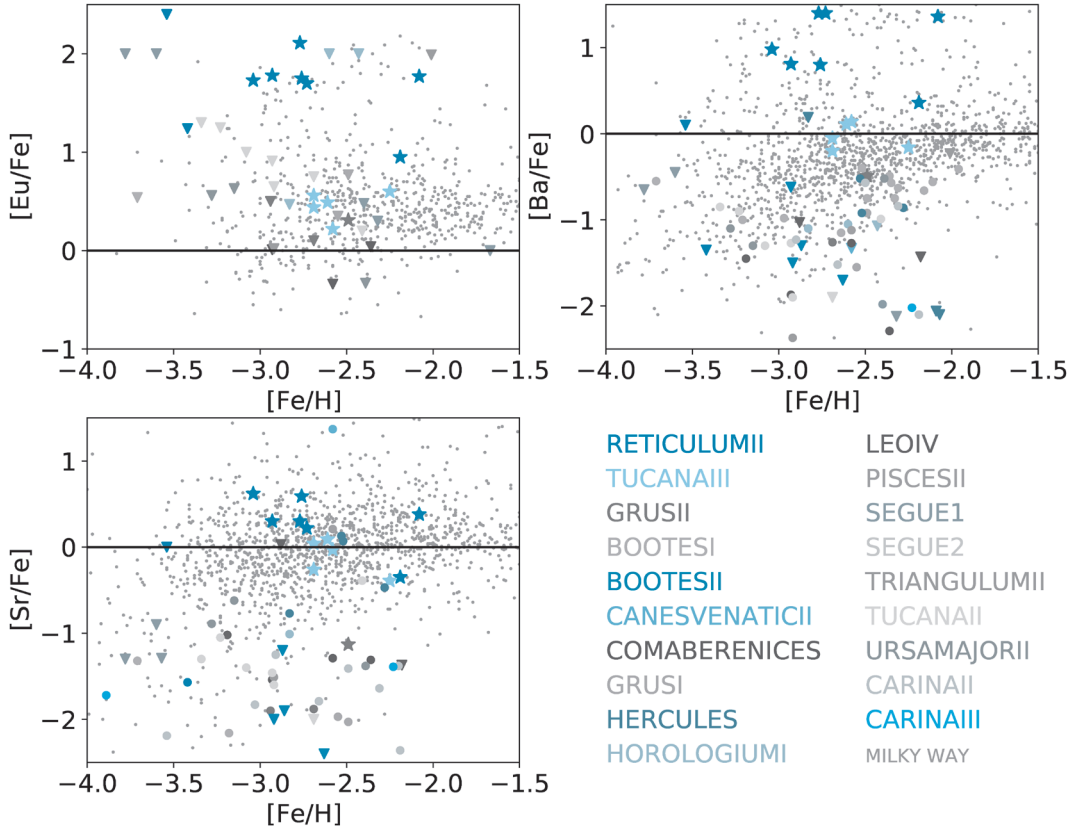 2
1
0
−1
[Eu/Fe]
−4.0 −3.5 −3.0 −2.5 −2.0 −1.5
[Fe/H]
1
0
−1
−2
[Ba/Fe]
−4.0 −3.5 −3.0 −2.5 −2.0 −1.5
[Fe/H]
1
0
−1
−2
[Sr/Fe]
−4.0 −3.5 −3.0 −2.5 −2.0 −1.5
[Fe/H]
RETICULUMII
TUCANAIII
GRUSII
BOOTESI
BOOTESII
CANESVENATICII
COMABERENICES
GRUSI
HERCULES
HOROLOGIUMI
LEOIV
PISCESII
SEGUE1
SEGUE2
TRIANGULUMII
TUCANAII
URSAMAJORII
CARINAII
CARINAIII
MILKY WAY